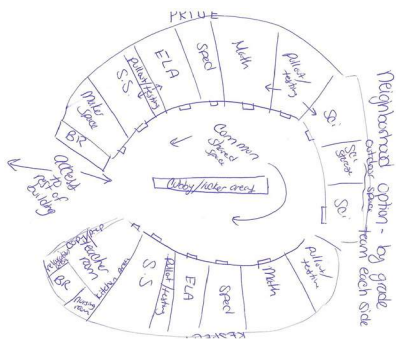 PRIDE
Neighborhood Option - by grade
outdoor space
team each side
Maker
Space
BR
S.S
pullout/testing
ELA
Sped
Math
pullout/
testing
Sci
Sci
Sci
Common
Shared
Space
Access
to
rest of
building
Cubby/locker areas
Teacher
room
BR
nursing
room
kitchen area
S.S
pullout/testing
ELA
Sped
Math
pullout/
testing